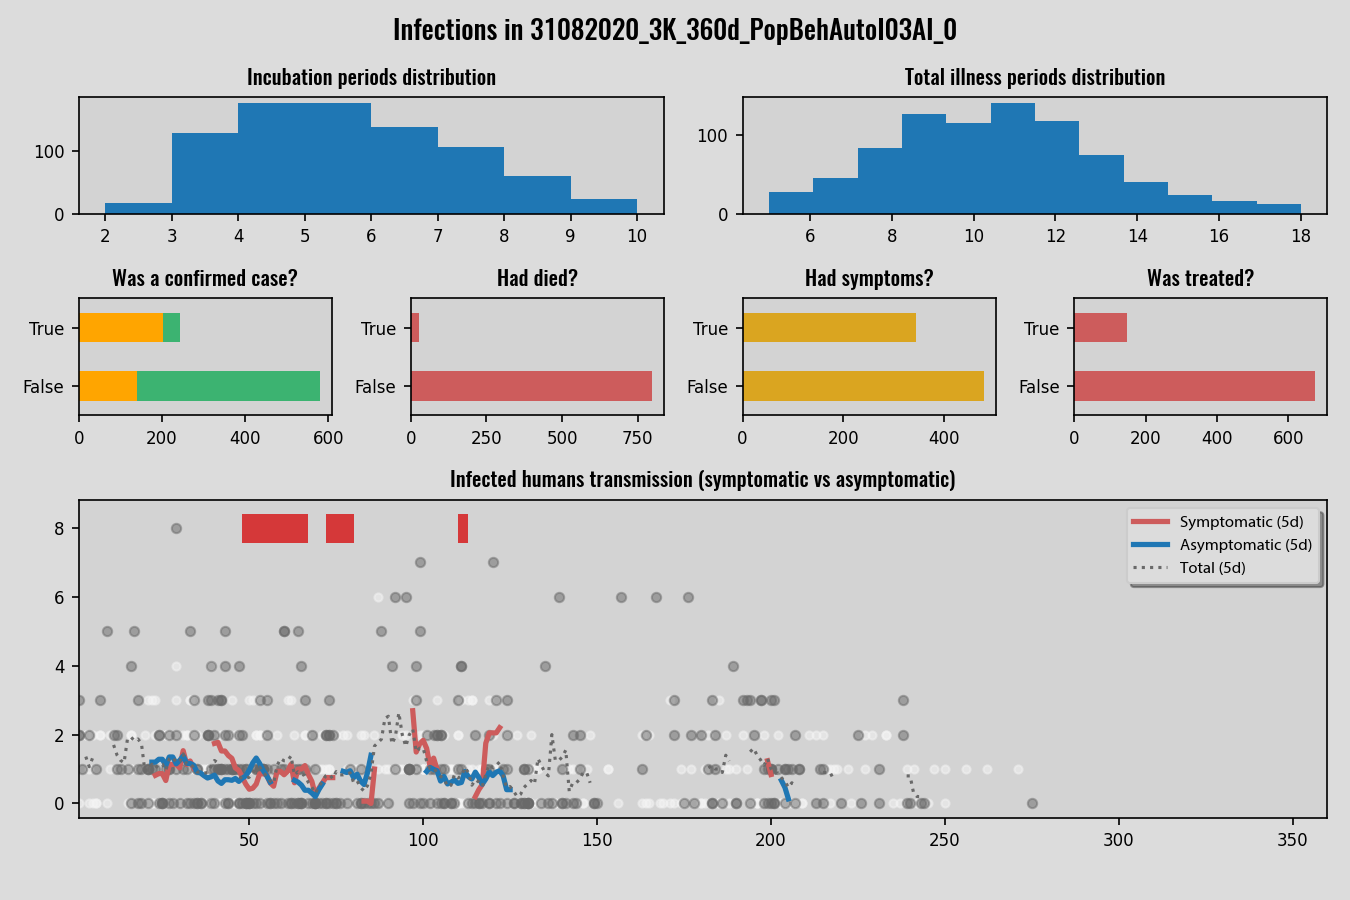 Infections in 31082020_3K_360d_PopBehAutoI03AI_0
Incubation periods distribution
Total illness periods distribution
100
0
2 3 4 5 6 7 8 9 10
100
0
6 8 10 12 14 16 18
Was a confirmed case?
Had died?
Had symptoms?
Was treated?
True
False
0 200 400 600
True
False
0 250 500 750
True
False
0 200 400
True
False
0 200 400 600
Infected humans transmission (symptomatic vs asymptomatic)
8
6
4
2
0
Symptomatic (5d)
Asymptomatic (5d)
Total (5d)
50 100 150 200 250 300 350